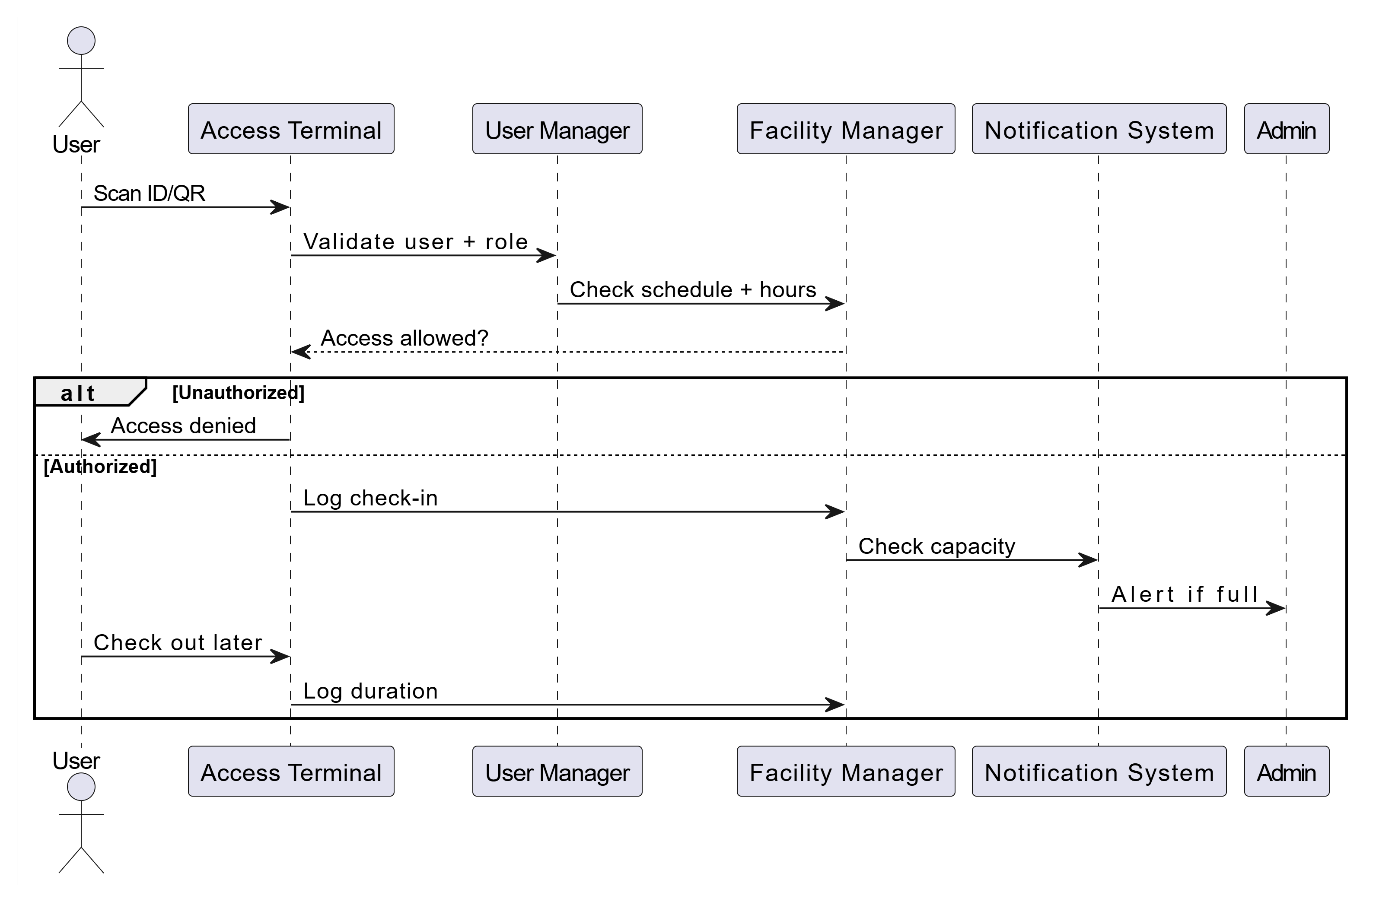 User
Access Terminal
User Manager
Facility Manager
Notification System
Admin
Scan ID/QR
Validate user + role
Check schedule + hours
Access allowed?
alt
[Unauthorized]
Access denied
[Authorized]
Log check-in
Check capacity
Alert if full
Check out later
Log duration
User
Access Terminal
User Manager
Facility Manager
Notification System
Admin